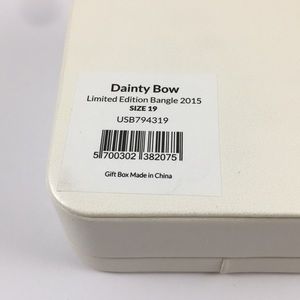 Dainty Bow
Limited Edition Bangle 2015
SIZE 19
USB794319
5 700302 382075
Gift Box Made in China